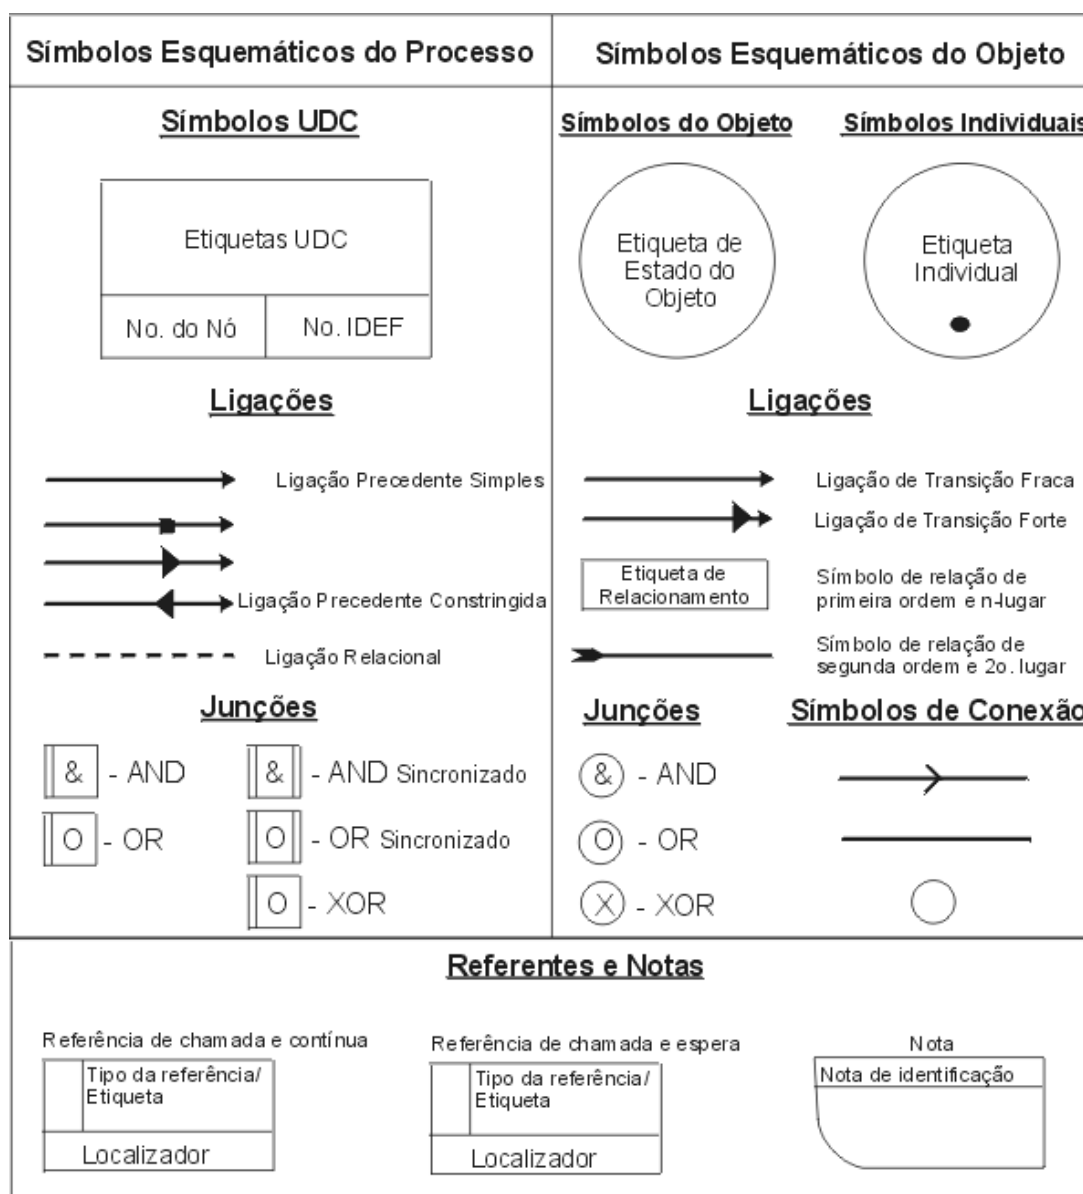 Símbolos Esquemáticos do Processo
Símbolos Esquemáticos do Objeto
Símbolos UDC
Etiquetas UDC
No. do Nó
No. IDEF
Ligações
Ligação Precedente Simples
Ligação Precedente Constringida
Ligação Relacional
Junções
& - AND
& - AND Sincronizado
O - OR
O - OR Sincronizado
O - XOR
Símbolos do Objeto
Símbolos Individuais
Etiqueta de
Estado do
Objeto
Etiqueta
Individual
Ligações
Ligação de Transição Fraca
Ligação de Transição Forte
Etiqueta de
Relacionamento
Símbolo de relação de
primeira ordem e n-lugar
Símbolo de relação de
segunda ordem e 2o. lugar
Junções
Símbolos de Conexão
& - AND
O - OR
X - XOR
Referentes e Notas
Referência de chamada e contínua
Tipo da referência/
Etiqueta
Localizador
Referência de chamada e espera
Tipo da referência/
Etiqueta
Localizador
Nota
Nota de identificação